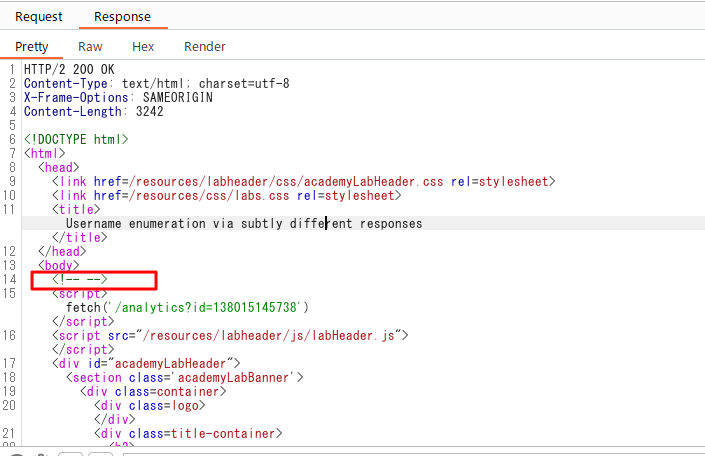 Request Response
Pretty Raw Hex Render
1 HTTP/2 200 OK
2 Content-Type: text/html; charset=utf-8
3 X-Frame-Options: SAMEORIGIN
4 Content-Length: 3242
5
6 <!DOCTYPE html>
7 <html>
8 <head>
9 <link href=/resources/labheader/css/academyLabHeader.css rel=stylesheet>
10 <link href=/resources/css/labs.css rel=stylesheet>
11 <title>
Username enumeration via subtly different responses
</title>
12 </head>
13 <body>
14 <!-- -->
15 <script>
fetch('/analytics?id=138015145738')
</script>
16 <script src="/resources/labheader/js/labHeader.js">
</script>
17 <div id="academyLabHeader">
18 <section class='academyLabBanner'>
19 <div class=container>
20 <div class=logo>
</div>
21 <div class=title-container>
<h2>